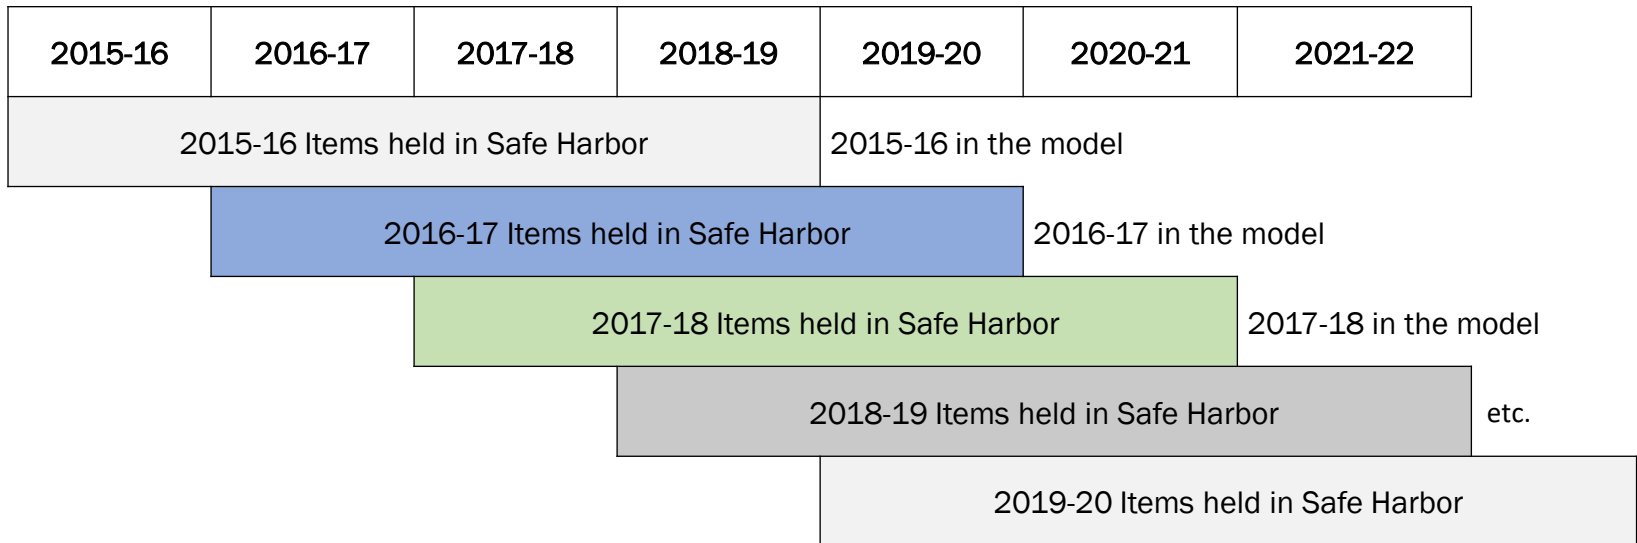 2015-16 2016-17 2017-18 2018-19 2019-20 2020-21 2021-22
2015-16 Items held in Safe Harbor 2015-16 in the model
2016-17 Items held in Safe Harbor 2016-17 in the model
2017-18 Items held in Safe Harbor 2017-18 in the model
2018-19 Items held in Safe Harbor etc.
2019-20 Items held in Safe Harbor